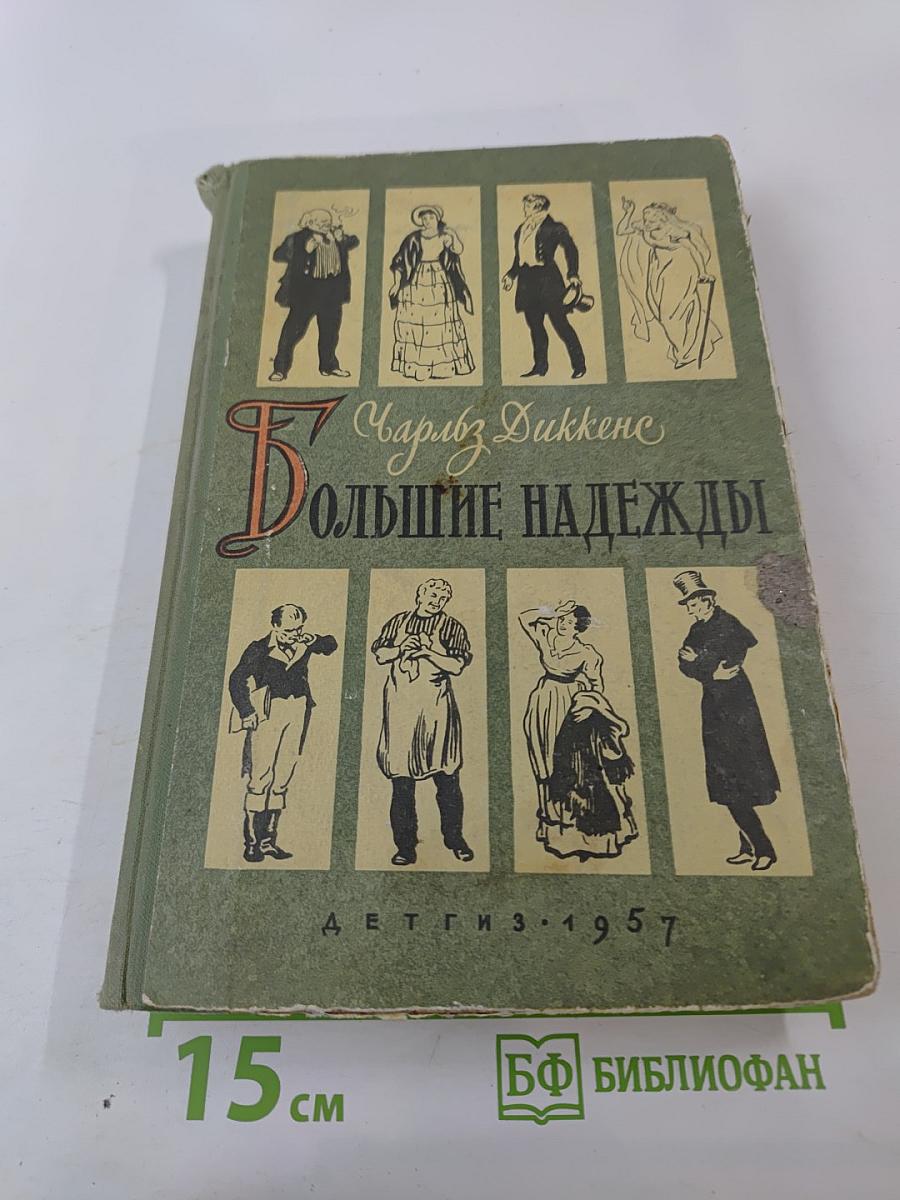 Чарльз Диккенс
БОЛЬШИЕ НАДЕЖДЫ
ДЕТГИЗ·1957
15 см
БФ БИБЛИОФАН